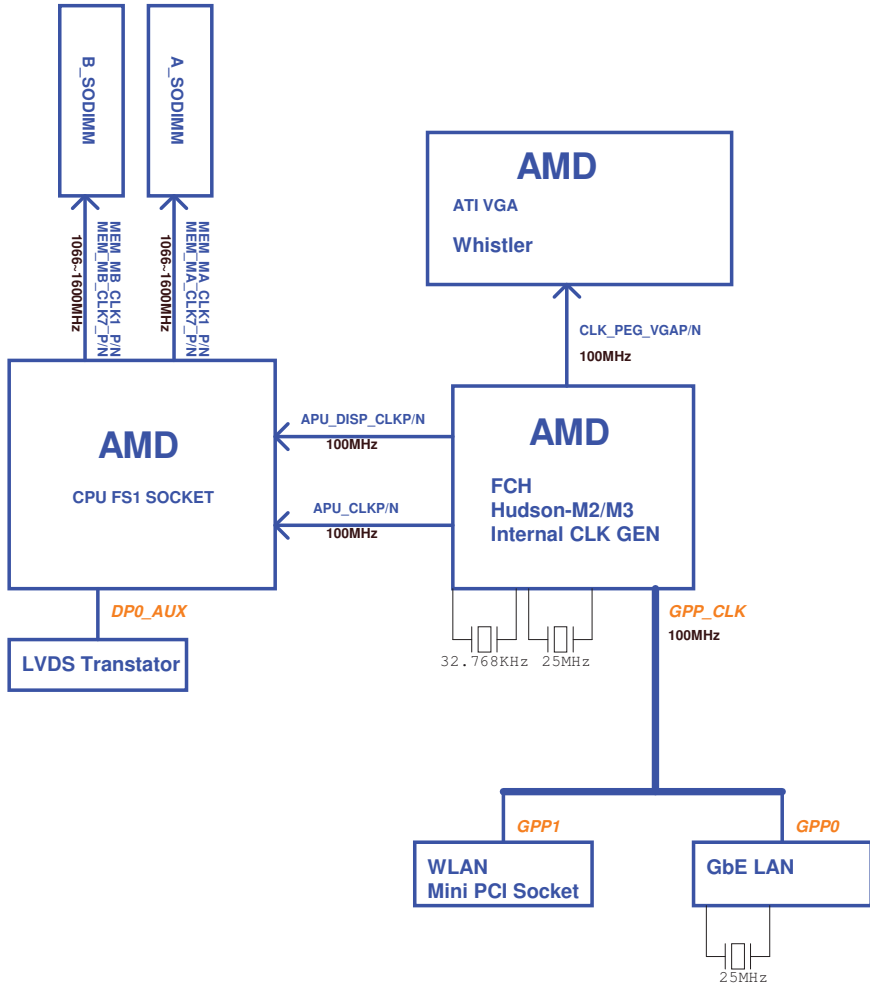 B_SODIMM
A_SODIMM
MEM_MB_CLK1_P/N
MEM_MB_CLK7_P/N
1066~1600MHz
MEM_MA_CLK1_P/N
MEM_MA_CLK7_P/N
1066~1600MHz
AMD
ATI VGA
Whistler
CLK_PEG_VGAP/N
100MHz
AMD
CPU FS1 SOCKET
APU_DISP_CLKP/N
100MHz
APU_CLKP/N
100MHz
AMD
FCH
Hudson-M2/M3
Internal CLK GEN
DP0_AUX
LVDS Transtator
32.768KHz
25MHz
GPP_CLK
100MHz
GPP1
WLAN
Mini PCI Socket
GPP0
GbE LAN
25MHz